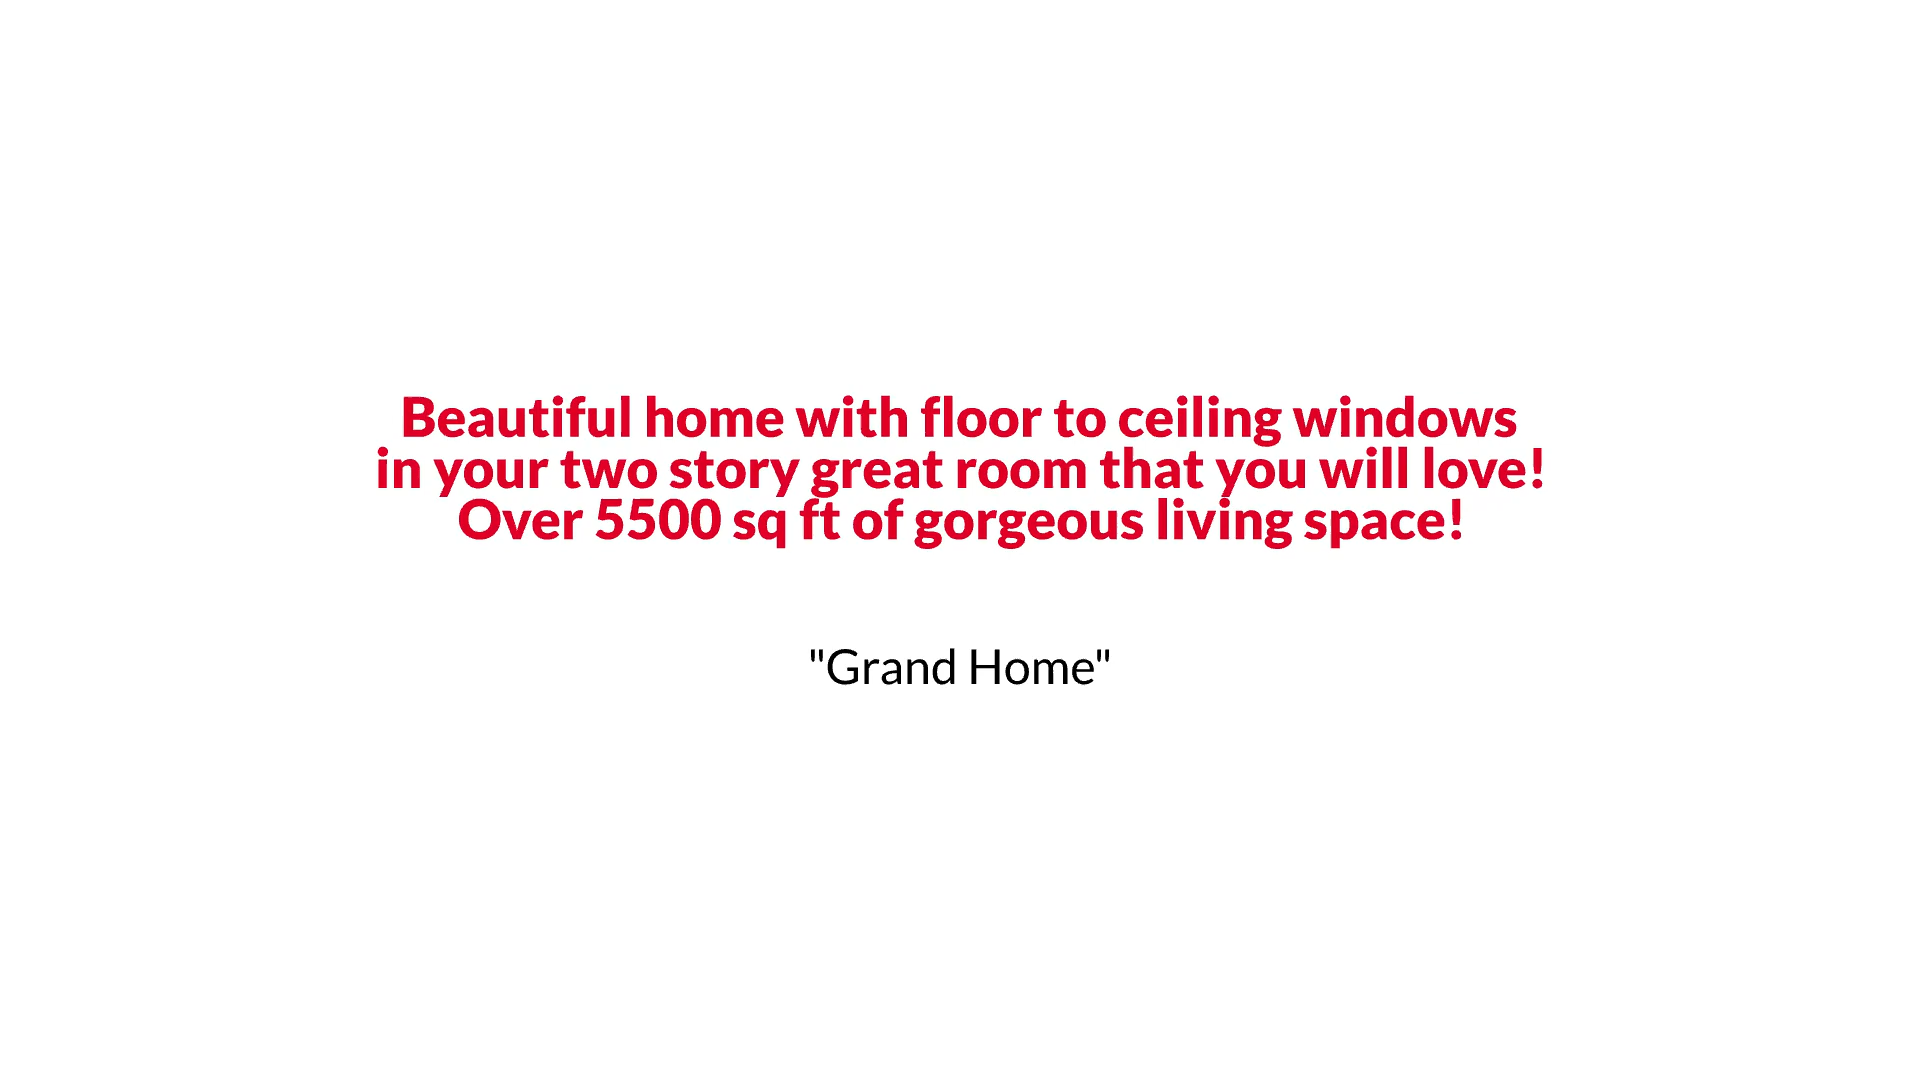 Beautiful home with floor to ceiling windows
in your two story great room that you will love!
Over 5500 sq ft of gorgeous living space!
"Grand Home"